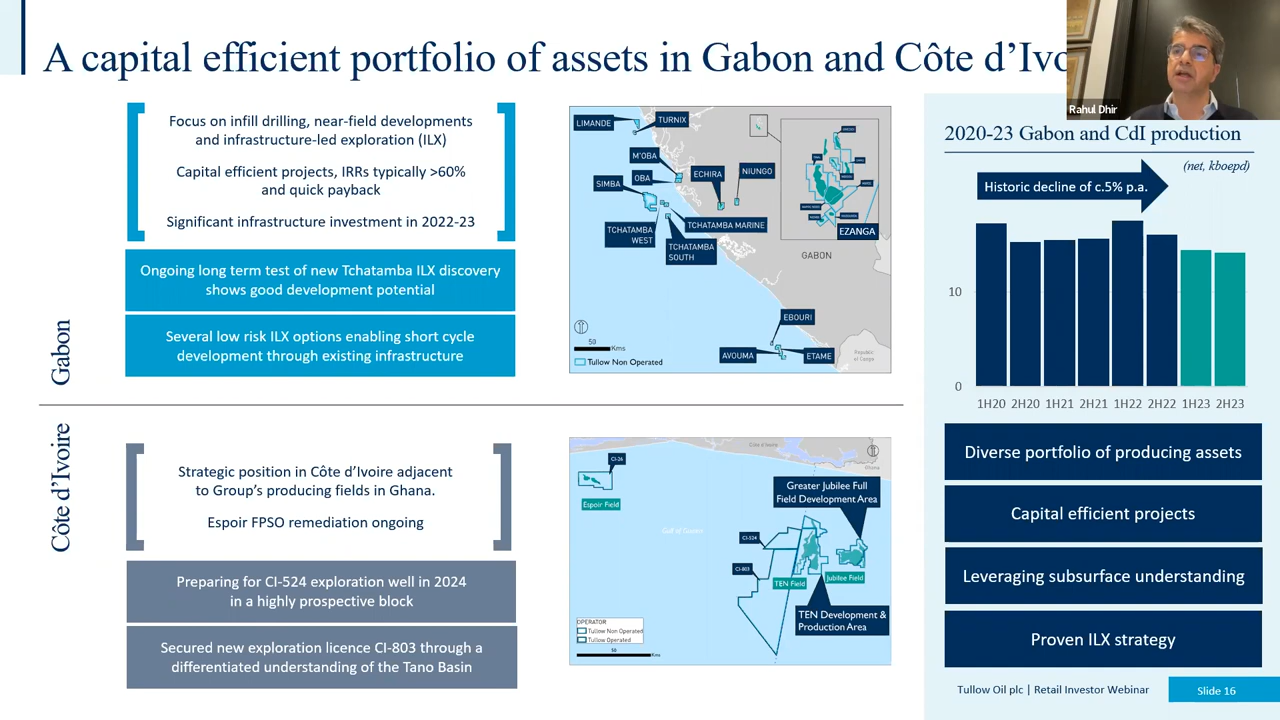 A capital efficient portfolio of assets in Gabon and Côte d'Ivo
Rahul Dhir
Gabon
Focus on infill drilling, near-field developments
and infrastructure-led exploration (ILX)
Capital efficient projects, IRRs typically >60%
and quick payback
Significant infrastructure investment in 2022-23
Ongoing long term test of new Tchatamba ILX discovery
shows good development potential
Several low risk ILX options enabling short cycle
development through existing infrastructure
LIMANDE
TURNIX
M'OBA
OBA
SIMBA
ECHIRA
NIUNGO
TCHATAMBA
WEST
TCHATAMBA MARINE
TCHATAMBA
SOUTH
EZANGA
GABON
EBOURI
AVOUMA
ETAME
50
Kms
Tullow Non Operated
Côte d'Ivoire
Strategic position in Côte d'Ivoire adjacent
to Group's producing fields in Ghana.
Espoir FPSO remediation ongoing
Preparing for CI-524 exploration well in 2024
in a highly prospective block
Secured new exploration licence CI-803 through a
differentiated understanding of the Tano Basin
Côte d'Ivoire
Ghana
CI-26
Espoir Field
Greater Jubilee Full
Field Development Area
CI-524
CI-803
TEN Field
Jubilee Field
TEN Development &
Production Area
OPERATOR
Tullow Non Operated
Tullow Operated
50
Kms
2020-23 Gabon and CdI production
(net, kboepd)
Historic decline of c.5% p.a.
10
0
1H20 2H20 1H21 2H21 1H22 2H22 1H23 2H23
Diverse portfolio of producing assets
Capital efficient projects
Leveraging subsurface understanding
Proven ILX strategy
Tullow Oil plc | Retail Investor Webinar
Slide 16